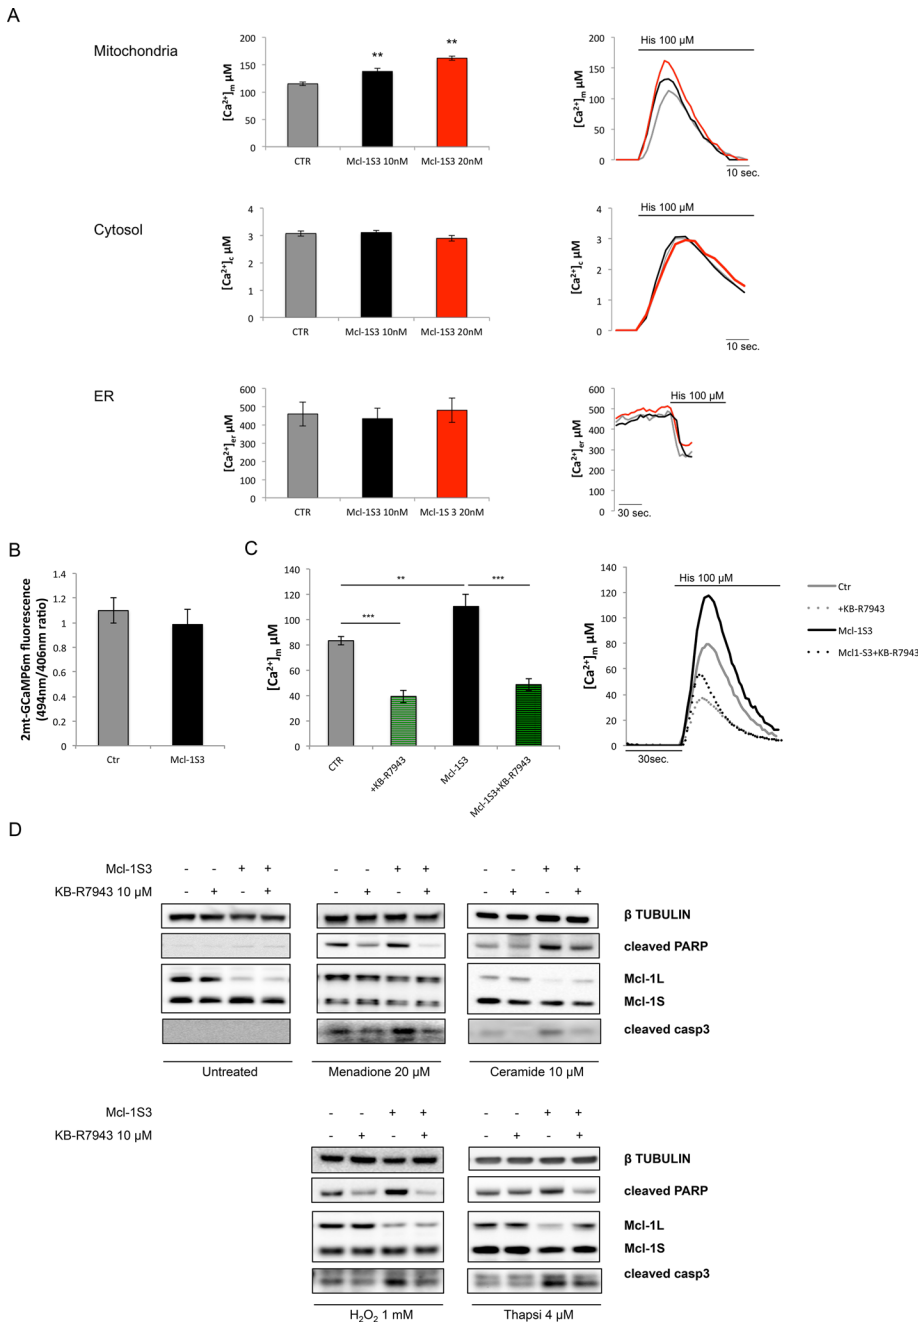 A
Mitochondria
[Ca²⁺]m µM
200
150
100
50
0
**
**
CTR
Mcl-1S3 10nM
Mcl-1S3 20nM
His 100 µM
[Ca²⁺]m µM
200
150
100
50
0
10 sec.
Cytosol
[Ca²⁺]c µM
4
3
2
1
0
CTR
Mcl-1S3 10nM
Mcl-1S3 20nM
His 100 µM
[Ca²⁺]c µM
4
3
2
1
0
10 sec.
ER
[Ca²⁺]er µM
600
500
400
300
200
100
0
CTR
Mcl-1S3 10nM
Mcl-1S 3 20nM
His 100 µM
[Ca²⁺]er µM
600
500
400
300
200
100
0
30 sec.
B
2mt-GCaMP6m fluorescence
(494nm/406nm ratio)
1.4
1.2
1
0.8
0.6
0.4
0.2
0
Ctr
Mcl-1S3
C
[Ca²⁺]m µM
140
120
100
80
60
40
20
0
**
***
***
CTR
+KB-R7943
Mcl-1S3
Mcl-1S3+KB-R7943
His 100 µM
[Ca²⁺]m µM
140
120
100
80
60
40
20
0
30sec.
Ctr
+KB-R7943
Mcl-1S3
Mcl1-S3+KB-R7943
D
Mcl-1S3 - - + + - - + + - - + +
KB-R7943 10 µM - + - + - + - + - + - +
β TUBULIN
cleaved PARP
Mcl-1L
Mcl-1S
cleaved casp3
Untreated Menadione 20 µM Ceramide 10 µM
Mcl-1S3 - - + + - - + +
KB-R7943 10 µM - + - + - + - +
β TUBULIN
cleaved PARP
Mcl-1L
Mcl-1S
cleaved casp3
H₂O₂ 1 mM Thapsi 4 µM